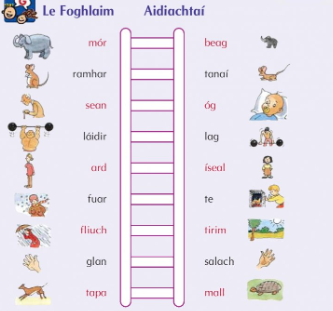 Le Foghlaim Aidiachtaí
mór beag
ramhar tanaí
sean óg
láidir lag
ard íseal
fuar te
fliuch tirim
glan salach
tapa mall